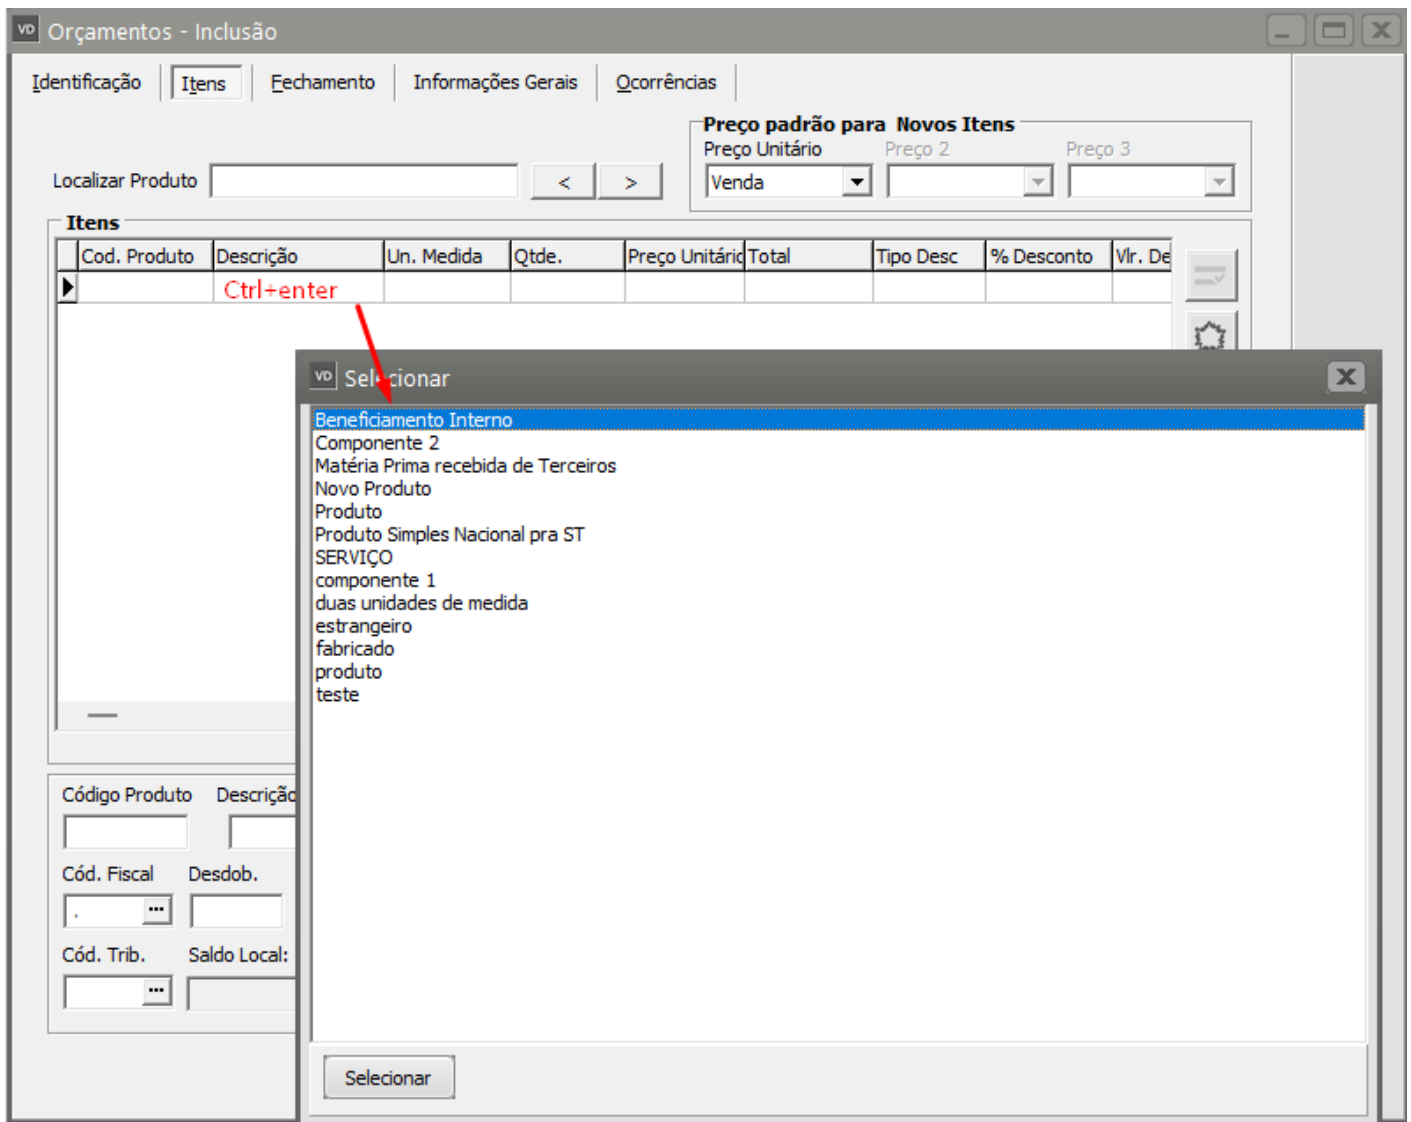 VD Orçamentos - Inclusão
Identificação Itens Fechamento Informações Gerais Ocorrências
Preço padrão para Novos Itens
Preço Unitário Preço 2 Preço 3
Localizar Produto < > Venda
Itens
Cod. Produto Descrição Un. Medida Qtde. Preço Unitário Total Tipo Desc % Desconto Vlr. De
Ctrl+enter
VD Selecionar
Beneficiamento Interno
Componente 2
Matéria Prima recebida de Terceiros
Novo Produto
Produto
Produto Simples Nacional pra ST
SERVIÇO
componente 1
duas unidades de medida
estrangeiro
fabricado
produto
teste
Código Produto Descrição
Cód. Fiscal Desdob.
. ...
Cód. Trib. Saldo Local:
...
Selecionar